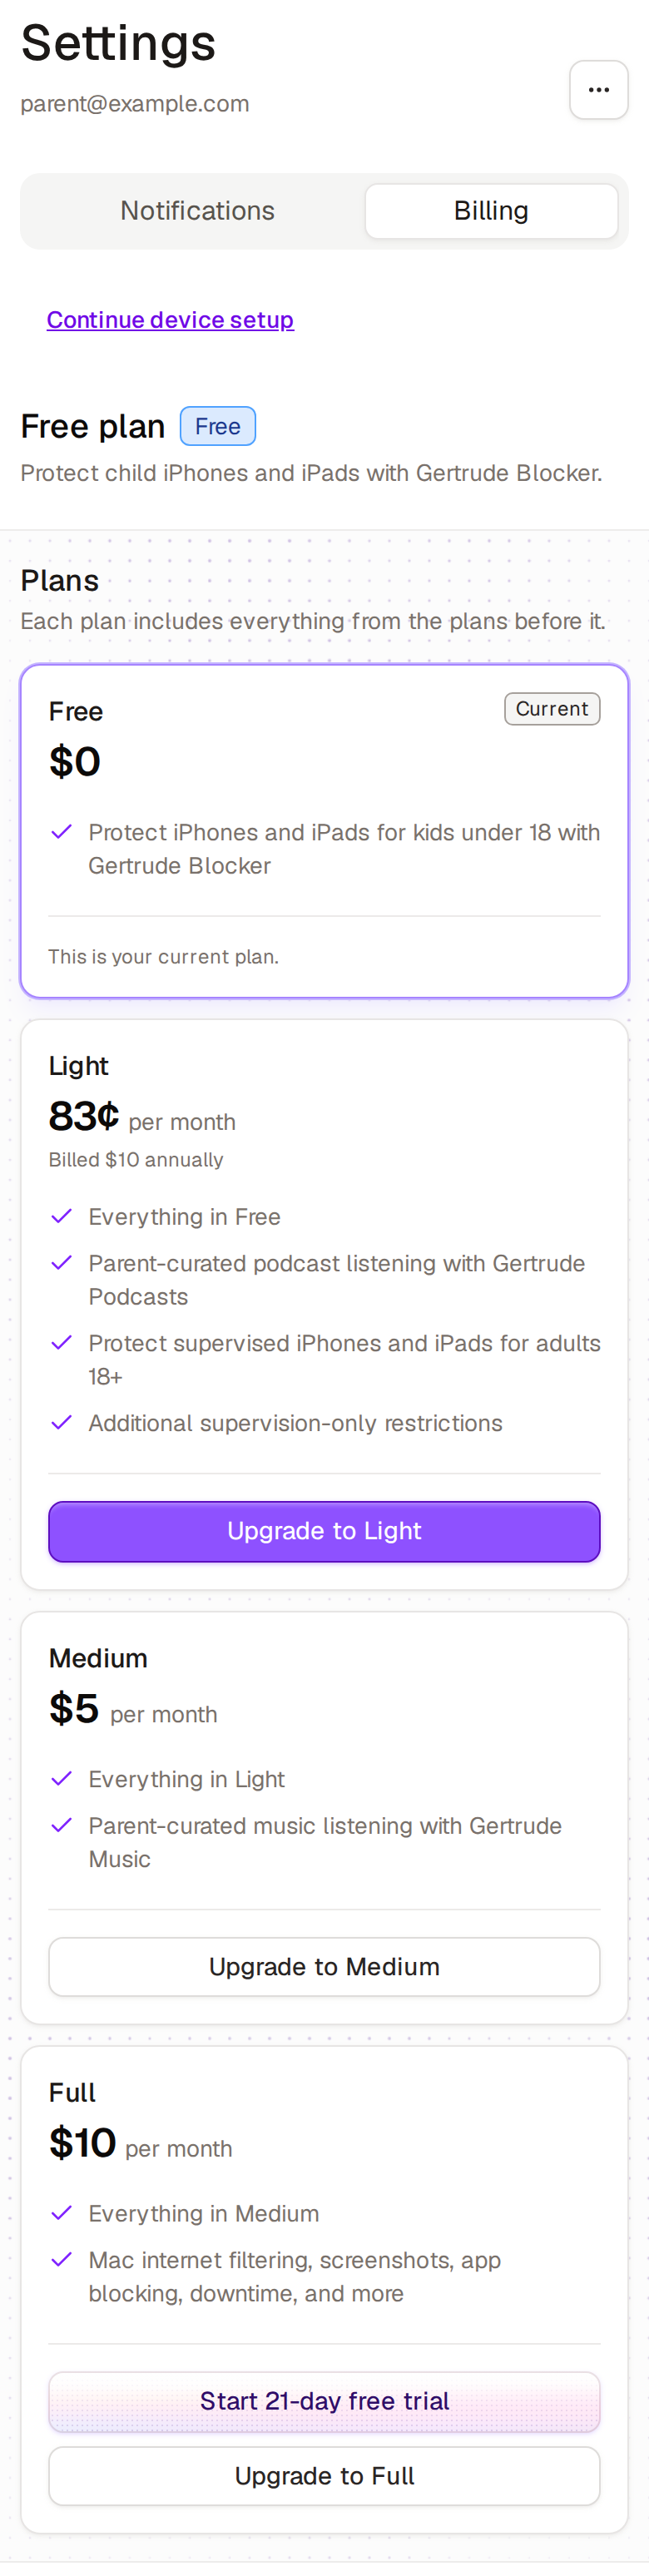 Settings
parent@example.com
Notifications
Billing
Continue device setup
Free plan
Free
Protect child iPhones and iPads with Gertrude Blocker.
Plans
Each plan includes everything from the plans before it.
Free
Current
$0
Protect iPhones and iPads for kids under 18 with
Gertrude Blocker
This is your current plan.
Light
83¢ per month
Billed $10 annually
Everything in Free
Parent-curated podcast listening with Gertrude
Podcasts
Protect supervised iPhones and iPads for adults
18+
Additional supervision-only restrictions
Upgrade to Light
Medium
$5 per month
Everything in Light
Parent-curated music listening with Gertrude
Music
Upgrade to Medium
Full
$10 per month
Everything in Medium
Mac internet filtering, screenshots, app
blocking, downtime, and more
Start 21-day free trial
Upgrade to Full